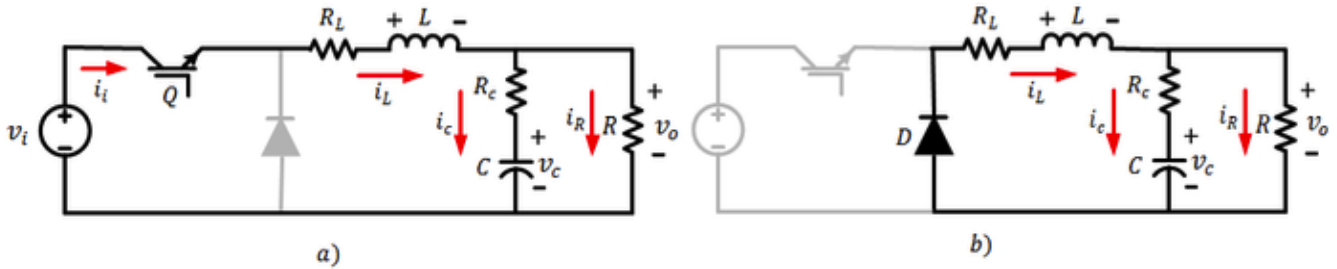 R_L + L -
i_i Q i_L R_c
v_i + - i_c + i_R R + v_o -
C v_c -
a)
R_L + L -
i_L R_c
D i_c + i_R R + v_o -
+ - C v_c -
b)